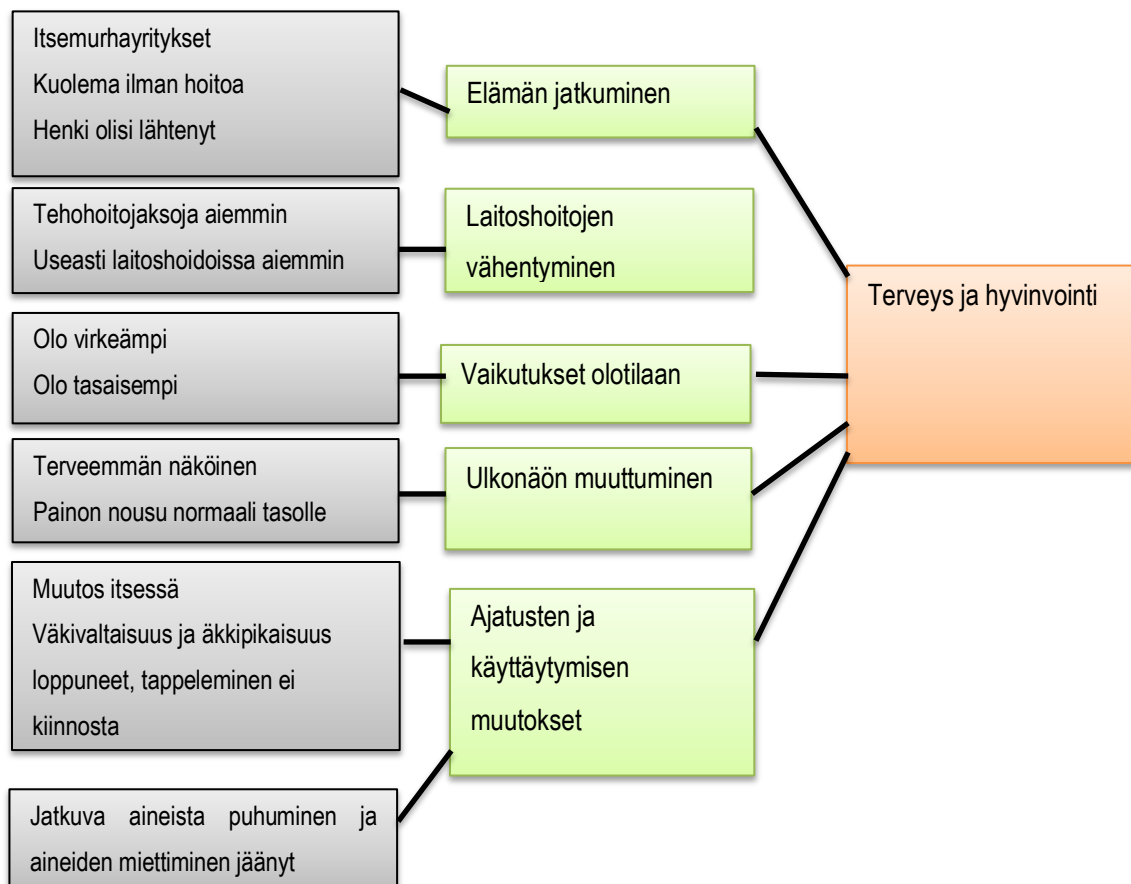 Itsemurhayritykset
Kuolema ilman hoitoa
Henki olisi lähtenyt
Elämän jatkuminen
Tehohoitojaksoja aiemmin
Useasti laitoshoidoissa aiemmin
Laitoshoitojen
vähentyminen
Terveys ja hyvinvointi
Olo virkeämpi
Olo tasaisempi
Vaikutukset olotilaan
Terveemmän näköinen
Painon nousu normaali tasolle
Ulkonäön muuttuminen
Muutos itsessä
Väkivaltaisuus ja äkkipikaisuus
loppuneet, tappeleminen ei
kiinnosta
Ajatusten ja
käyttäytymisen
muutokset
Jatkuva aineista puhuminen ja
aineiden miettiminen jäänyt